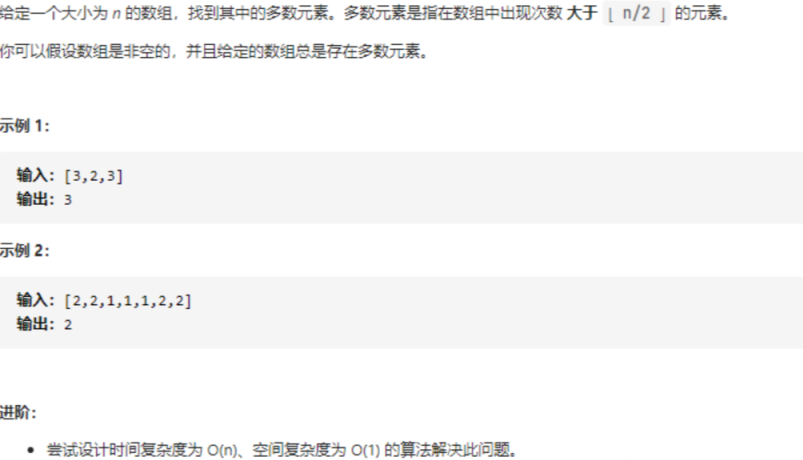 给定一个大小为 n 的数组，找到其中的多数元素。多数元素是指在数组中出现次数 大于 ⌊ n/2 ⌋ 的元素。
你可以假设数组是非空的，并且给定的数组总是存在多数元素。
示例 1：
输入：[3,2,3]
输出：3
示例 2：
输入：[2,2,1,1,1,2,2]
输出：2
进阶：
• 尝试设计时间复杂度为 O(n)、空间复杂度为 O(1) 的算法解决此问题。